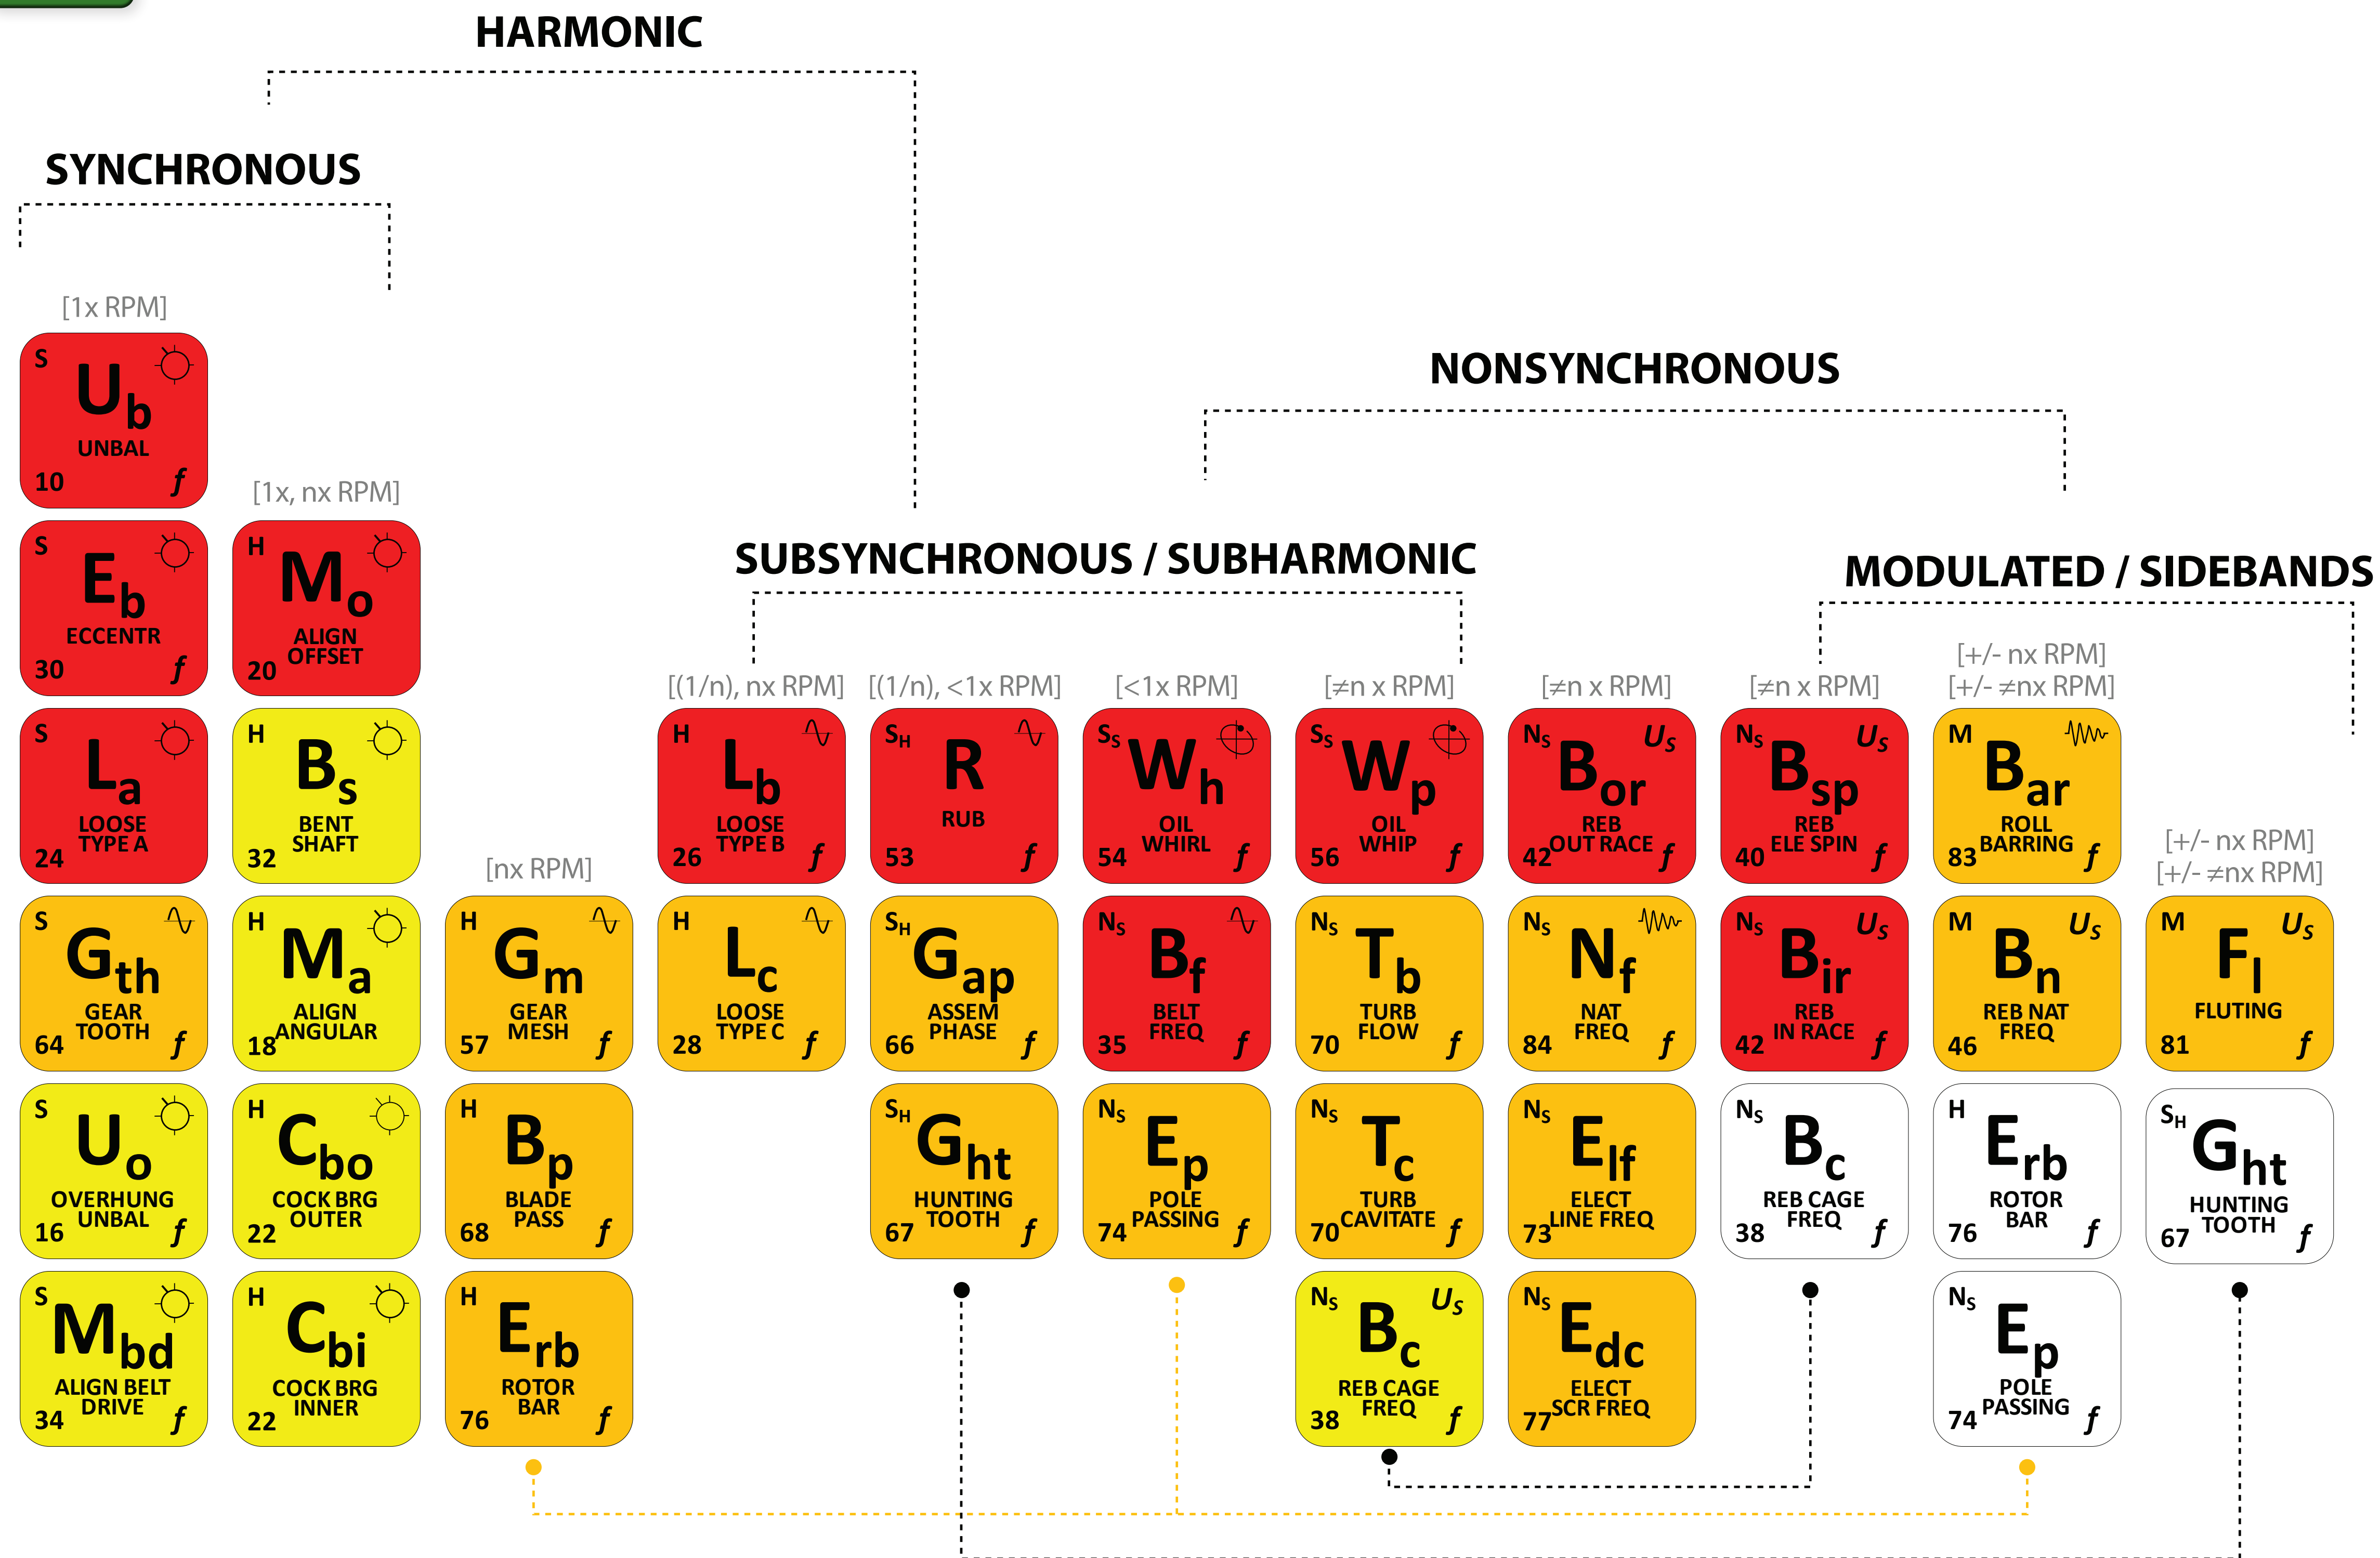 HARMONIC
SYNCHRONOUS
[1x RPM]
S
Ub
UNBAL
10 f
S
Eb
ECCENTR
30 f
S
La
LOOSE
TYPE A
24
S
Gth
GEAR
TOOTH
64 f
S
Uo
OVERHUNG
UNBAL
16 f
S
Mbd
ALIGN BELT
DRIVE
34 f
[1x, nx RPM]
H
Mo
ALIGN
OFFSET
20
H
Bs
BENT
SHAFT
32
H
Ma
ALIGN
ANGULAR
18
H
Cbo
COCK BRG
OUTER
22
H
Cbi
COCK BRG
INNER
22
[nx RPM]
H
Gm
GEAR
MESH
57 f
H
Bp
BLADE
PASS
68 f
H
Erb
ROTOR
BAR
76 f
SUBSYNCHRONOUS / SUBHARMONIC
[(1/n), nx RPM]
H
Lb
LOOSE
TYPE B
26 f
H
Lc
LOOSE
TYPE C
28 f
[(1/n), <1x RPM]
SH
R
RUB
53 f
SH
Gap
ASSEM
PHASE
66 f
SH
Ght
HUNTING
TOOTH
67 f
NONSYNCHRONOUS
[<1x RPM]
SS
Wh
OIL
WHIRL
54 f
NS
Bf
BELT
FREQ
35 f
NS
Ep
POLE
PASSING
74 f
[≠n x RPM]
SS
Wp
OIL
WHIP
56 f
NS
Tb
TURB
FLOW
70 f
NS
Tc
TURB
CAVITATE
70 f
NS US
Bc
REB CAGE
FREQ
38 f
[≠n x RPM]
NS US
Bor
REB
OUT RACE
42 f
NS
Nf
NAT
FREQ
84 f
NS
Elf
ELECT
LINE FREQ
73 f
NS
Edc
ELECT
SCR FREQ
77 f
MODULATED / SIDEBANDS
[≠n x RPM]
NS US
Bsp
REB
ELE SPIN
40 f
NS US
Bir
REB
IN RACE
42 f
NS
Bc
REB CAGE
FREQ
38 f
[+/- nx RPM]
[+/- ≠nx RPM]
M
Bar
ROLL
BARRING
83 f
M US
Bn
REB NAT
FREQ
46
H
Erb
ROTOR
BAR
76 f
NS
Ep
POLE
PASSING
74 f
[+/- nx RPM]
[+/- ≠nx RPM]
M US
Fl
FLUTING
81 f
SH
Ght
HUNTING
TOOTH
67 f